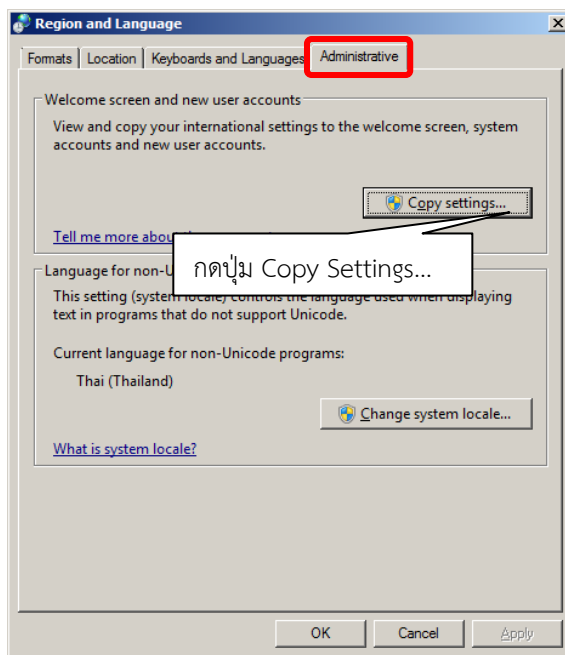 Region and Language
Formats Location Keyboards and Languages Administrative
Welcome screen and new user accounts
View and copy your international settings to the welcome screen, system
accounts and new user accounts.
Copy settings...
Tell me more
กดปุ่ม Copy Settings...
Language for
This setting (system locale) controls the language used when displaying
text in programs that do not support Unicode.
Current language for non-Unicode programs:
Thai (Thailand)
Change system locale...
What is system locale?
OK Cancel Apply